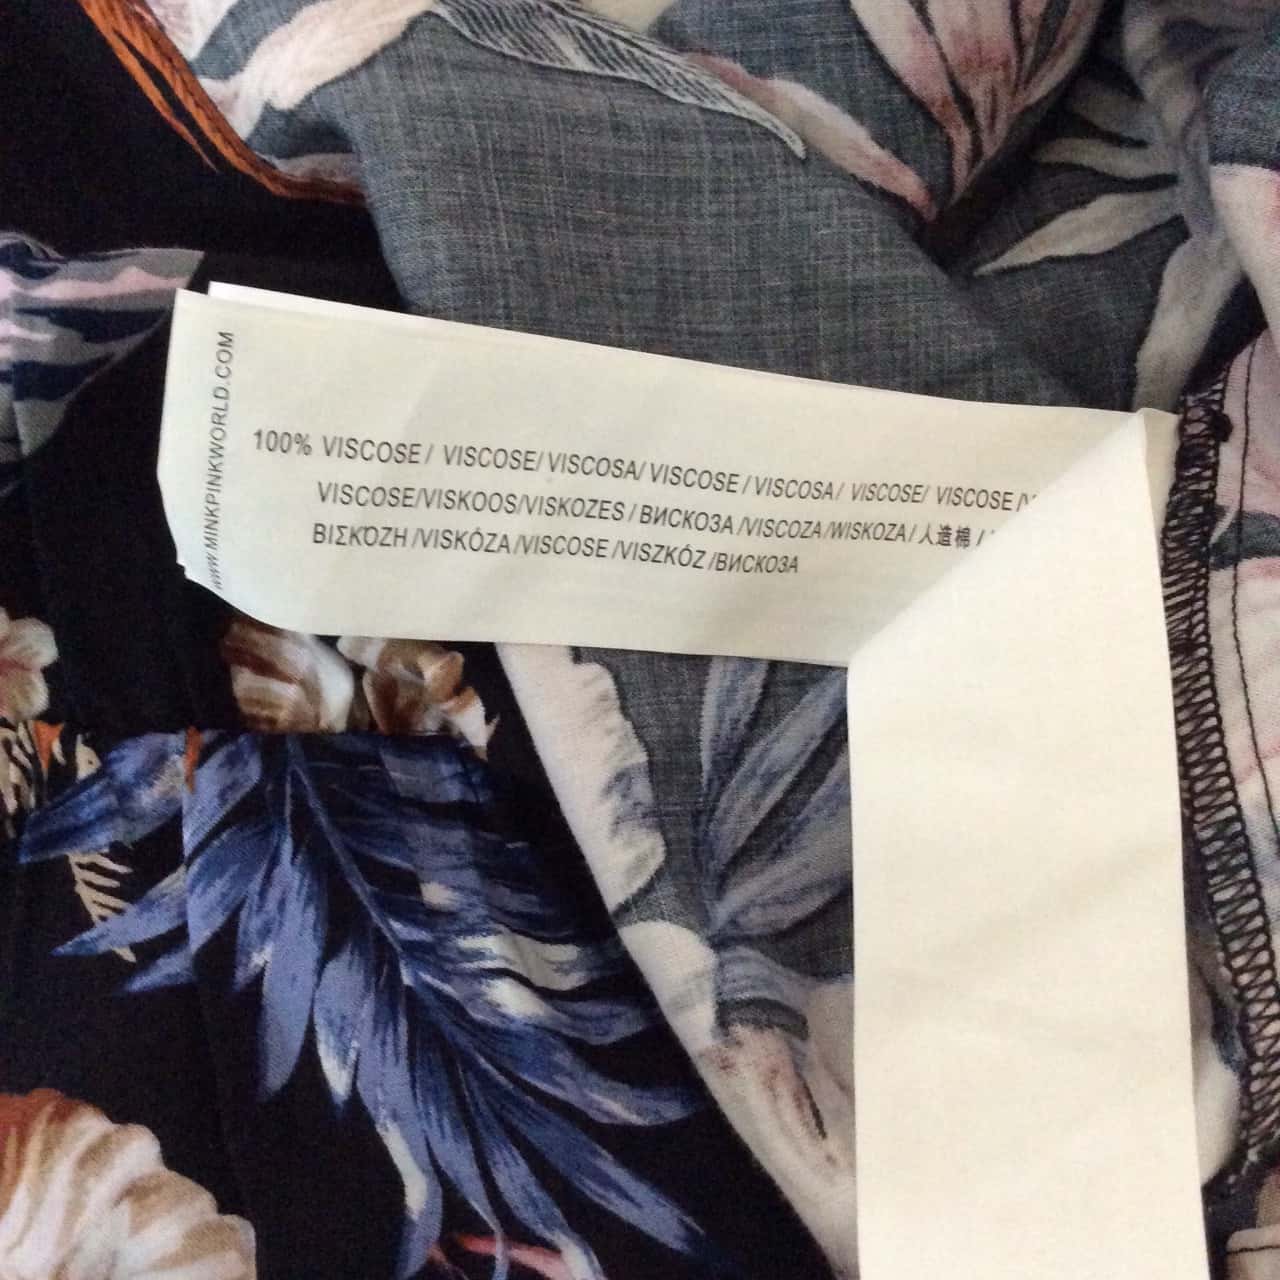 WWW.MINKPINKWORLD.COM
100% VISCOSE / VISCOSE/ VISCOSA/ VISCOSE / VISCOSA / VISCOSE/ VISCOSE /
VISCOSE/VISKOOS/VISKOZES / ВИСКОЗА /VISCOZA /WISKOZA / 人造棉 /
ΒΙΣΚΌΖΗ /VISKÓZA /VISCOSE /VISZKÓZ /ВИСКОЗА